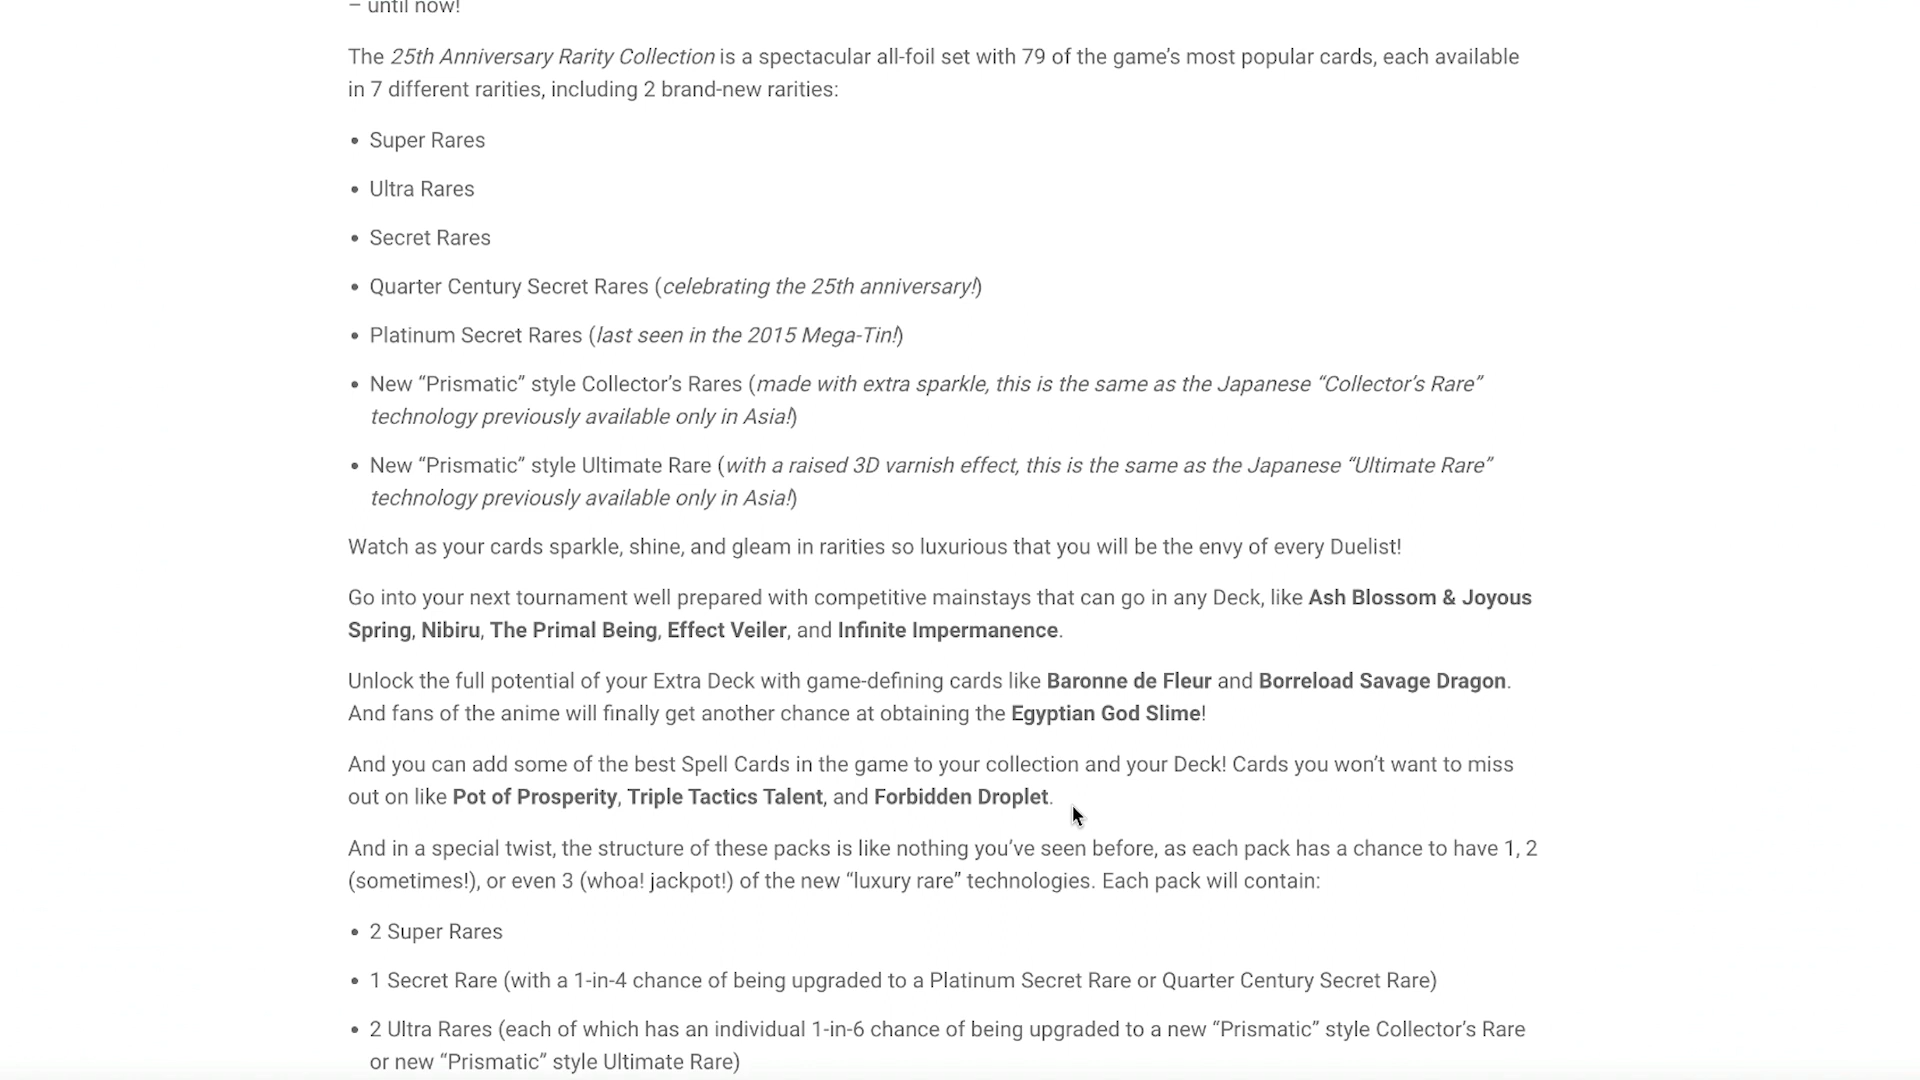 – until now!
The 25th Anniversary Rarity Collection is a spectacular all-foil set with 79 of the game’s most popular cards, each available
in 7 different rarities, including 2 brand-new rarities:
• Super Rares
• Ultra Rares
• Secret Rares
• Quarter Century Secret Rares (celebrating the 25th anniversary!)
• Platinum Secret Rares (last seen in the 2015 Mega-Tin!)
• New “Prismatic” style Collector’s Rares (made with extra sparkle, this is the same as the Japanese “Collector’s Rare”
technology previously available only in Asia!)
• New “Prismatic” style Ultimate Rare (with a raised 3D varnish effect, this is the same as the Japanese “Ultimate Rare”
technology previously available only in Asia!)
Watch as your cards sparkle, shine, and gleam in rarities so luxurious that you will be the envy of every Duelist!
Go into your next tournament well prepared with competitive mainstays that can go in any Deck, like Ash Blossom & Joyous
Spring, Nibiru, The Primal Being, Effect Veiler, and Infinite Impermanence.
Unlock the full potential of your Extra Deck with game-defining cards like Baronne de Fleur and Borreload Savage Dragon.
And fans of the anime will finally get another chance at obtaining the Egyptian God Slime!
And you can add some of the best Spell Cards in the game to your collection and your Deck! Cards you won’t want to miss
out on like Pot of Prosperity, Triple Tactics Talent, and Forbidden Droplet.
And in a special twist, the structure of these packs is like nothing you’ve seen before, as each pack has a chance to have 1, 2
(sometimes!), or even 3 (whoa! jackpot!) of the new “luxury rare” technologies. Each pack will contain:
• 2 Super Rares
• 1 Secret Rare (with a 1-in-4 chance of being upgraded to a Platinum Secret Rare or Quarter Century Secret Rare)
• 2 Ultra Rares (each of which has an individual 1-in-6 chance of being upgraded to a new “Prismatic” style Collector’s Rare
or new “Prismatic” style Ultimate Rare)